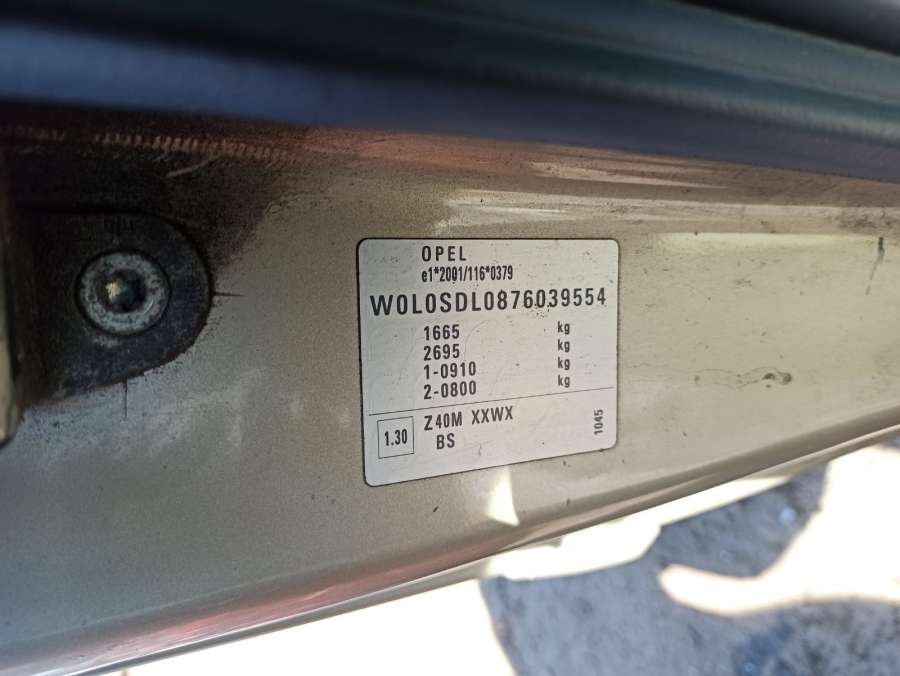 OPEL
e1*2001/116*0379
W0L0SDL0876039554
1665 kg
2695 kg
1-0910 kg
2-0800 kg
1.30 Z40M XXWX
BS
1045